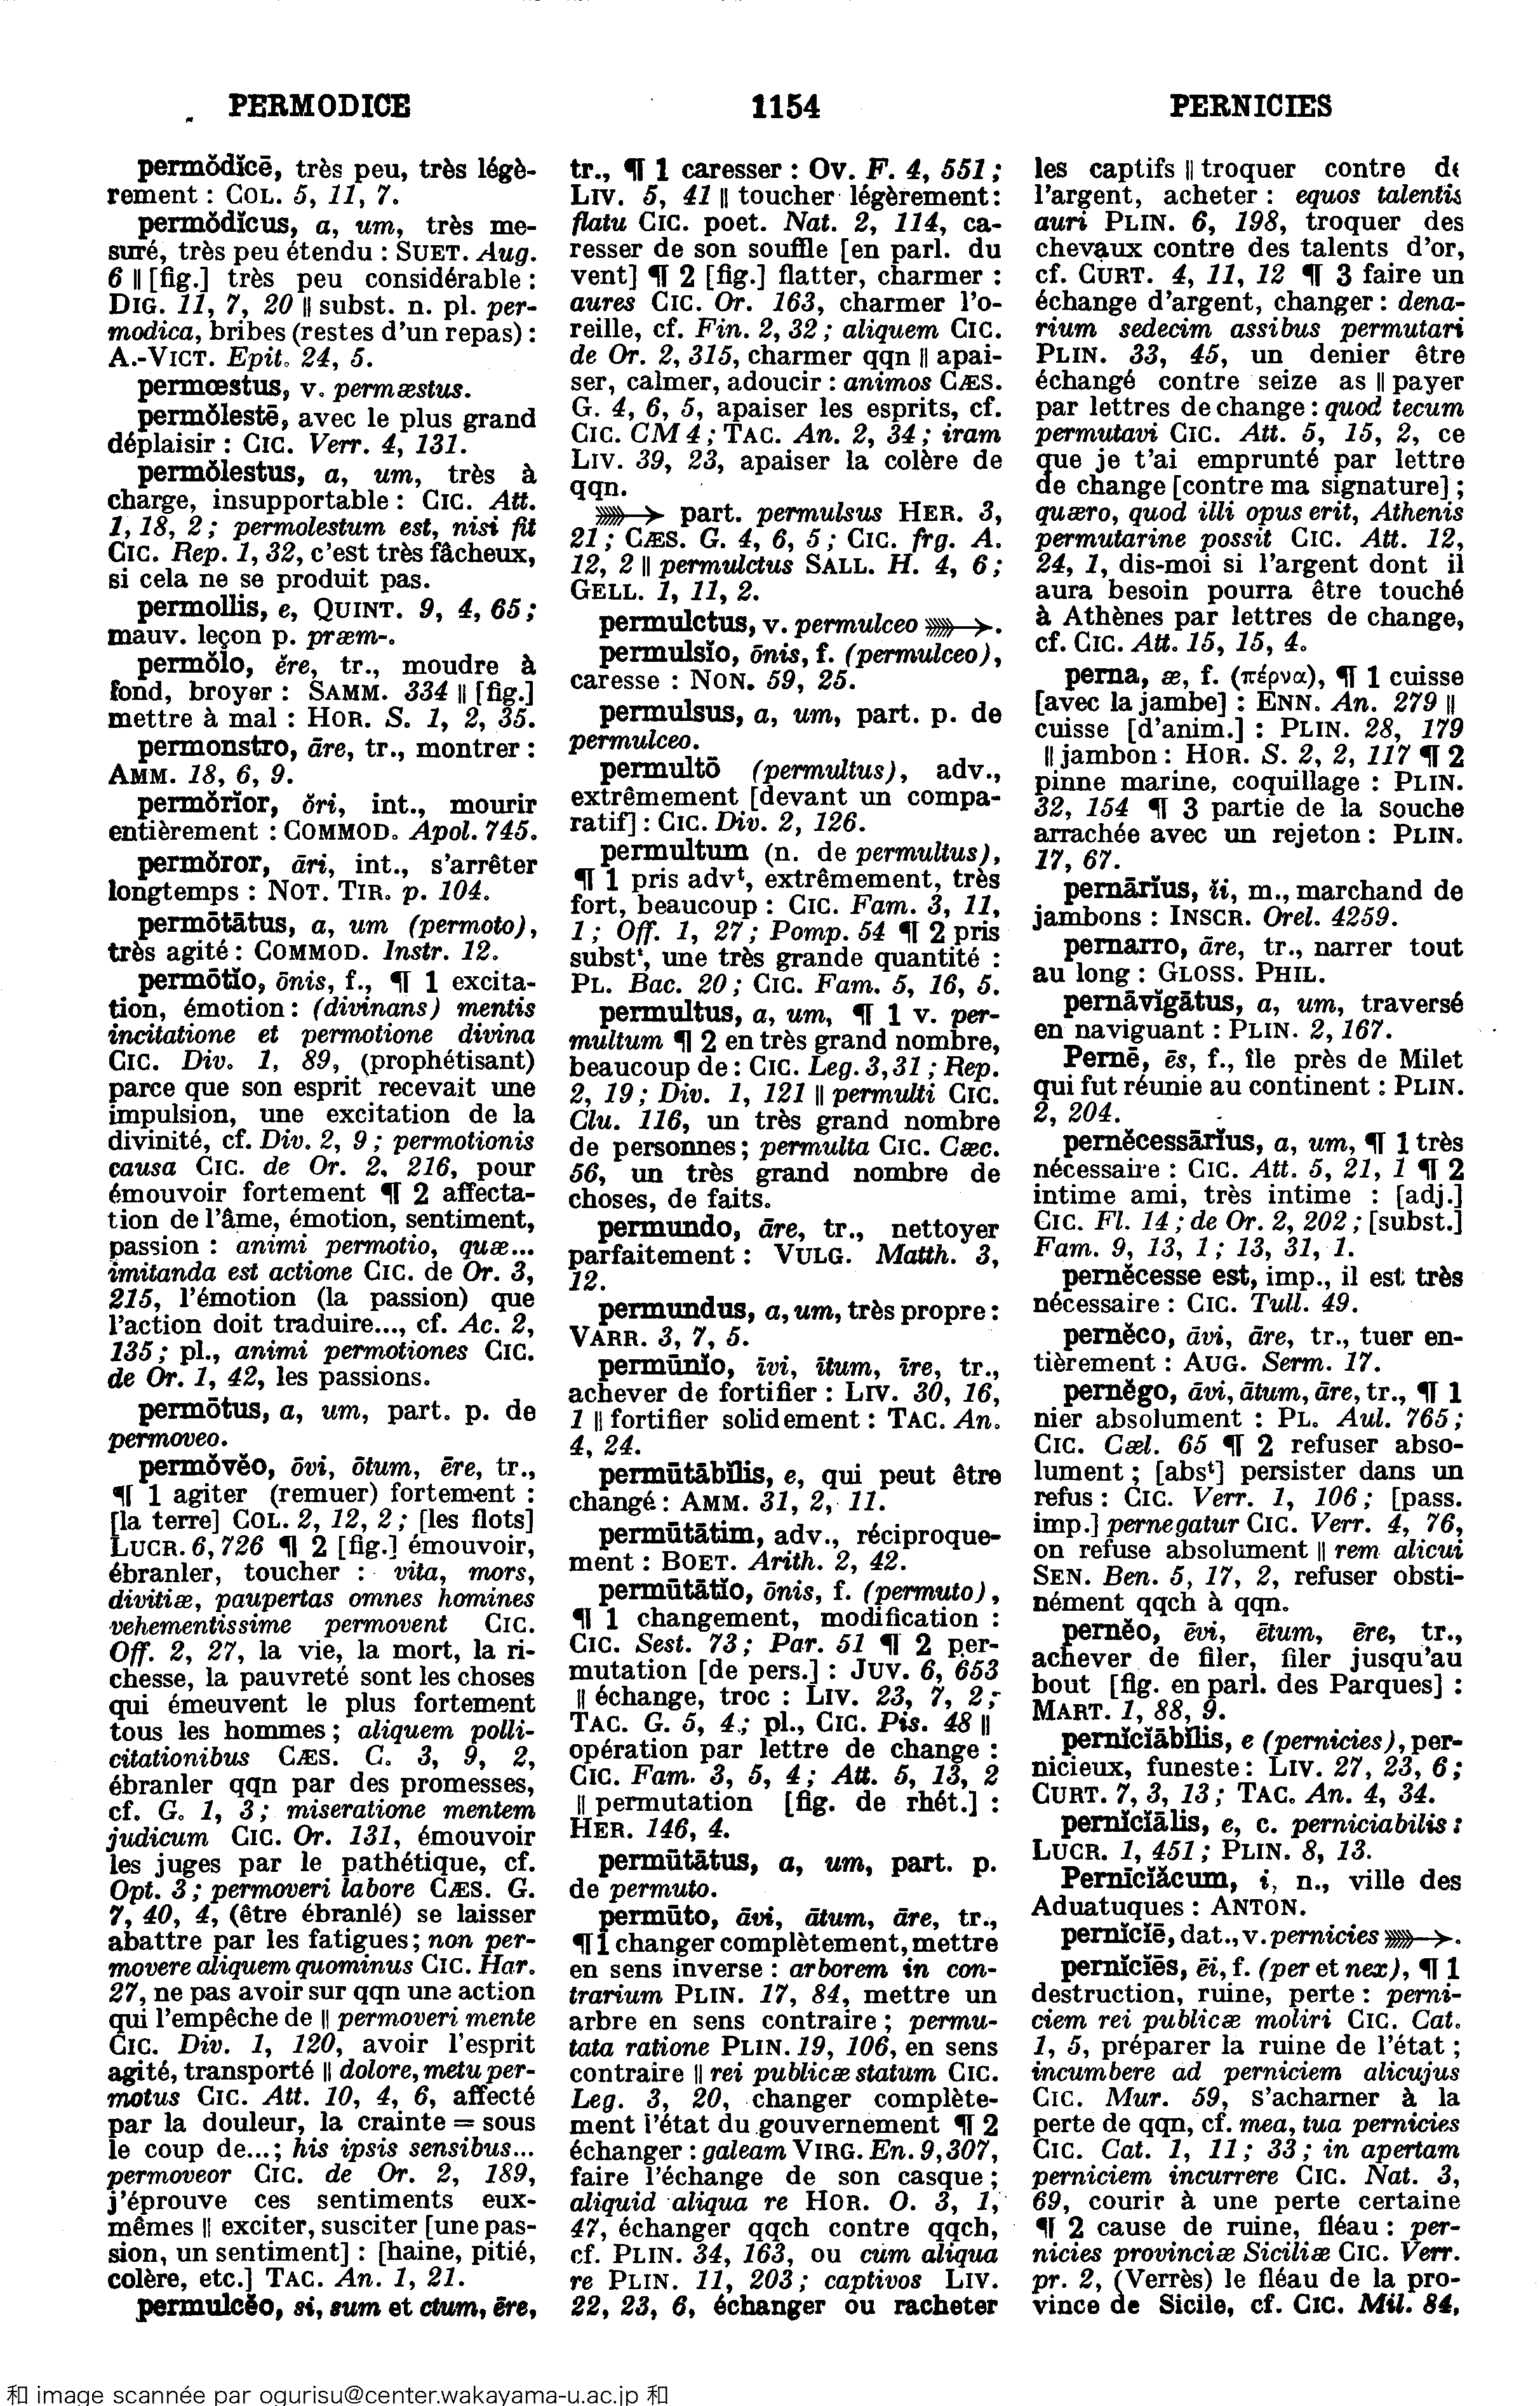 PERMODICE 1154 PERNICIES
permŏdĭcē, très peu, très légè-
rement : COL. 5, 11, 7.
permŏdĭcus, a, um, très me-
suré, très peu étendu : SUET. Aug.
6 || [fig.] très peu considérable :
DIG. 11, 7, 20 || subst. n. pl. per-
modica, bribes (restes d'un repas) :
A.-VICT. Epit. 24, 5.
permœstus, v. permæstus.
permŏlestē, avec le plus grand
déplaisir : CIC. Verr. 4, 131.
permŏlestus, a, um, très à
charge, insupportable : CIC. Att.
1, 18, 2 ; permolestum est, nisi fit
CIC. Rep. 1, 32, c'est très fâcheux,
si cela ne se produit pas.
permollis, e, QUINT. 9, 4, 65 ;
mauv. leçon p. præm-.
permŏlo, ĕre, tr., moudre à
fond, broyer : SAMM. 334 || [fig.]
mettre à mal : HOR. S. 1, 2, 35.
permonstro, āre, tr., montrer :
AMM. 18, 6, 9.
permŏrĭor, ŏri, int., mourir
entièrement : COMMOD. Apol. 745.
permŏror, āri, int., s'arrêter
longtemps : NOT. TIR. p. 104.
permōtātus, a, um (permoto),
très agité : COMMOD. Instr. 12.
permōtĭo, ōnis, f., ¶ 1 excita-
tion, émotion : (divinans) mentis
incitatione et permotione divina
CIC. Div. 1, 89, (prophétisant)
parce que son esprit recevait une
impulsion, une excitation de la
divinité, cf. Div. 2, 9 ; permotionis
causa CIC. de Or. 2, 216, pour
émouvoir fortement ¶ 2 affecta-
tion de l'âme, émotion, sentiment,
passion : animi permotio, quæ...
imitanda est actione CIC. de Or. 3,
215, l'émotion (la passion) que
l'action doit traduire..., cf. Ac. 2,
135 ; pl., animi permotiones CIC.
de Or. 1, 42, les passions.
permōtus, a, um, part. p. de
permoveo.
permŏvĕo, ōvi, ōtum, ēre, tr.,
¶ 1 agiter (remuer) fortement :
[la terre] COL. 2, 12, 2 ; [les flots]
LUCR. 6, 726 ¶ 2 [fig.] émouvoir,
ébranler, toucher : vita, mors,
divitiæ, paupertas omnes homines
vehementissime permovent CIC.
Off. 2, 27, la vie, la mort, la ri-
chesse, la pauvreté sont les choses
qui émeuvent le plus fortement
tous les hommes ; aliquem polli-
citationibus CÆS. C. 3, 9, 2,
ébranler qqn par des promesses,
cf. G. 1, 3 ; miseratione mentem
judicum CIC. Or. 131, émouvoir
les juges par le pathétique, cf.
Opt. 3 ; permoveri labore CÆS. G.
7, 40, 4, (être ébranlé) se laisser
abattre par les fatigues ; non per-
movere aliquem quominus CIC. Har.
27, ne pas avoir sur qqn une action
qui l'empêche de || permoveri mente
CIC. Div. 1, 120, avoir l'esprit
agité, transporté || dolore, metu per-
motus CIC. Att. 10, 4, 6, affecté
par la douleur, la crainte = sous
le coup de...; his ipsis sensibus...
permoveor CIC. de Or. 2, 189,
j'éprouve ces sentiments eux-
mêmes || exciter, susciter [une pas-
sion, un sentiment] : [haine, pitié,
colère, etc.] TAC. An. 1, 21.
permulcĕo, si, sum et ctum, ēre,
tr., ¶ 1 caresser : OV. F. 4, 551 ;
LIV. 5, 41 || toucher légèrement :
flatu CIC. poet. Nat. 2, 114, ca-
resser de son souffle [en parl. du
vent] ¶ 2 [fig.] flatter, charmer :
aures CIC. Or. 163, charmer l'o-
reille, cf. Fin. 2, 32 ; aliquem CIC.
de Or. 2, 315, charmer qqn || apai-
ser, calmer, adoucir : animos CÆS.
G. 4, 6, 5, apaiser les esprits, cf.
CIC. CM 4 ; TAC. An. 2, 34 ; iram
LIV. 39, 23, apaiser la colère de
qqn.
➳ part. permulsus HER. 3,
21 ; CÆS. G. 4, 6, 5 ; CIC. frg. A.
12, 2 || permulctus SALL. H. 4, 6 ;
GELL. 1, 11, 2.
permulctus, v. permulceo ➳.
permulsĭo, ōnis, f. (permulceo),
caresse : NON. 59, 25.
permulsus, a, um, part. p. de
permulceo.
permultō (permultus), adv.,
extrêmement [devant un compa-
ratif] : CIC. Div. 2, 126.
permultum (n. de permultus),
¶ 1 pris advᵗ, extrêmement, très
fort, beaucoup : CIC. Fam. 3, 11,
1 ; Off. 1, 27 ; Pomp. 54 ¶ 2 pris
substᵗ, une très grande quantité :
PL. Bac. 20 ; CIC. Fam. 5, 16, 5.
permultus, a, um, ¶ 1 v. per-
multum ¶ 2 en très grand nombre,
beaucoup de : CIC. Leg. 3, 31 ; Rep.
2, 19 ; Div. 1, 121 || permulti CIC.
Clu. 116, un très grand nombre
de personnes ; permulta CIC. Cæc.
56, un très grand nombre de
choses, de faits.
permundo, āre, tr., nettoyer
parfaitement : VULG. Matth. 3,
12.
permundus, a, um, très propre :
VARR. 3, 7, 5.
permūnĭo, īvi, ītum, īre, tr.,
achever de fortifier : LIV. 30, 16,
1 || fortifier solidement : TAC. An.
4, 24.
permūtābĭlis, e, qui peut être
changé : AMM. 31, 2, 11.
permūtātim, adv., réciproque-
ment : BOET. Arith. 2, 42.
permūtātĭo, ōnis, f. (permuto),
¶ 1 changement, modification :
CIC. Sest. 73 ; Par. 51 ¶ 2 per-
mutation [de pers.] : JUV. 6, 653
|| échange, troc : LIV. 23, 7, 2 ;
TAC. G. 5, 4 ; pl., CIC. Pis. 48 ||
opération par lettre de change :
CIC. Fam. 3, 5, 4 ; Att. 5, 13, 2
|| permutation [fig. de rhét.] :
HER. 146, 4.
permūtātus, a, um, part. p.
de permuto.
permūto, āvi, ātum, āre, tr.,
¶ 1 changer complètement, mettre
en sens inverse : arborem in con-
trarium PLIN. 17, 84, mettre un
arbre en sens contraire ; permu-
tata ratione PLIN. 19, 106, en sens
contraire || rei publicæ statum CIC.
Leg. 3, 20, changer complète-
ment l'état du gouvernement ¶ 2
échanger : galeam VIRG. En. 9, 307,
faire l'échange de son casque ;
aliquid aliqua re HOR. O. 3, 1,
47, échanger qqch contre qqch,
cf. PLIN. 34, 163, ou cum aliqua
re PLIN. 11, 203 ; captivos LIV.
22, 23, 6, échanger ou racheter
les captifs || troquer contre de
l'argent, acheter : equos talentis
auri PLIN. 6, 198, troquer des
chevaux contre des talents d'or,
cf. CURT. 4, 11, 12 ¶ 3 faire un
échange d'argent, changer : dena-
rium sedecim assibus permutari
PLIN. 33, 45, un denier être
échangé contre seize as || payer
par lettres de change : quod tecum
permutavi CIC. Att. 5, 15, 2, ce
que je t'ai emprunté par lettre
de change [contre ma signature] ;
quæro, quod illi opus erit, Athenis
permutarine possit CIC. Att. 12,
24, 1, dis-moi si l'argent dont il
aura besoin pourra être touché
à Athènes par lettres de change,
cf. CIC. Att. 15, 15, 4.
perna, æ, f. (πέρνα), ¶ 1 cuisse
[avec la jambe] : ENN. An. 279 ||
cuisse [d'anim.] : PLIN. 28, 179
|| jambon : HOR. S. 2, 2, 117 ¶ 2
pinne marine, coquillage : PLIN.
32, 154 ¶ 3 partie de la souche
arrachée avec un rejeton : PLIN.
17, 67.
pernārĭus, ĭi, m., marchand de
jambons : INSCR. Orel. 4259.
pernarro, āre, tr., narrer tout
au long : GLOSS. PHIL.
pernāvĭgātus, a, um, traversé
en naviguant : PLIN. 2, 167.
Pernē, ēs, f., île près de Milet
qui fut réunie au continent : PLIN.
2, 204.
pernĕcessārĭus, a, um, ¶ 1 très
nécessaire : CIC. Att. 5, 21, 1 ¶ 2
intime ami, très intime : [adj.]
CIC. Fl. 14 ; de Or. 2, 202 ; [subst.]
Fam. 9, 13, 1 ; 13, 31, 1.
pernĕcesse est, imp., il est très
nécessaire : CIC. Tull. 49.
pernĕco, āvi, āre, tr., tuer en-
tièrement : AUG. Serm. 17.
pernĕgo, āvi, ātum, āre, tr., ¶ 1
nier absolument : PL. Aul. 765 ;
CIC. Cæl. 65 ¶ 2 refuser abso-
lument ; [absᵗ] persister dans un
refus : CIC. Verr. 1, 106 ; [pass.
imp.] pernegatur CIC. Verr. 4, 76,
on refuse absolument || rem alicui
SEN. Ben. 5, 17, 2, refuser obsti-
nément qqch à qqn.
pernĕo, ēvi, ētum, ēre, tr.,
achever de filer, filer jusqu'au
bout [fig. en parl. des Parques] :
MART. 1, 88, 9.
pernĭcĭābĭlis, e (pernicies), per-
nicieux, funeste : LIV. 27, 23, 6 ;
CURT. 7, 3, 13 ; TAC. An. 4, 34.
pernĭcĭālis, e, c. perniciabilis :
LUCR. 1, 451 ; PLIN. 8, 13.
Pernīcĭăcum, i, n., ville des
Aduatuques : ANTON.
pernĭcĭē, dat., v. pernicies ➳.
pernĭcĭēs, ēi, f. (per et nex), ¶ 1
destruction, ruine, perte : perni-
ciem rei publicæ moliri CIC. Cat.
1, 5, préparer la ruine de l'état ;
incumbere ad perniciem alicujus
CIC. Mur. 59, s'acharner à la
perte de qqn, cf. mea, tua pernicies
CIC. Cat. 1, 11 ; 33 ; in apertam
perniciem incurrere CIC. Nat. 3,
69, courir à une perte certaine
¶ 2 cause de ruine, fléau : per-
nicies provinciæ Siciliæ CIC. Verr.
pr. 2, (Verrès) le fléau de la pro-
vince de Sicile, cf. CIC. Mil. 84,
和 image scannée par ogurisu@center.wakayama-u.ac.jp 和